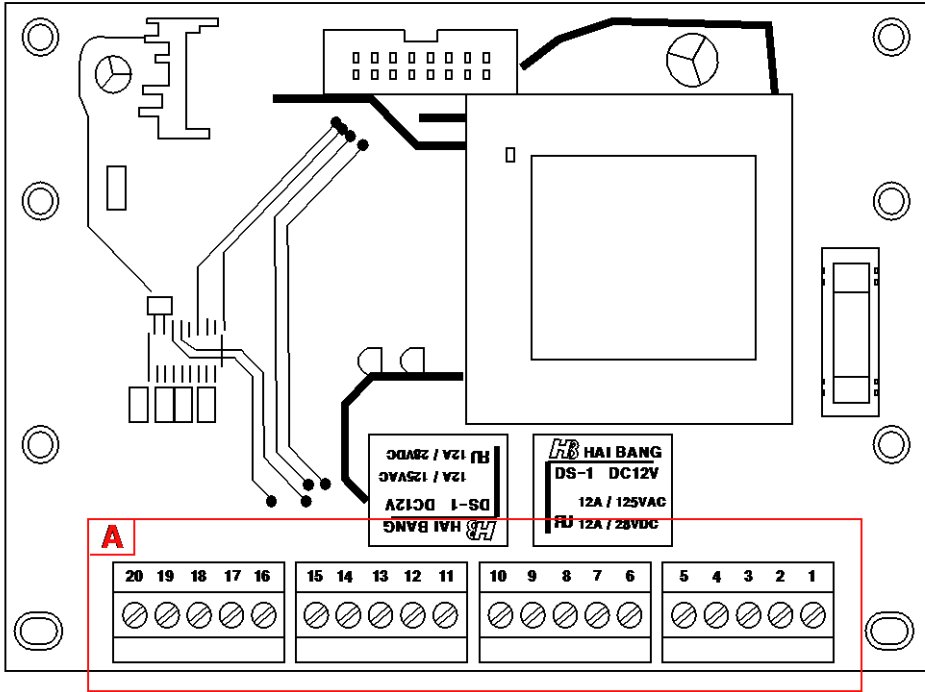 12A / 28VDC
12A / 125VAC
DS-1 DC12V
HB HAI BANG
HB HAI BANG
DS-1 DC12V
12A / 125VAC
12A / 28VDC
A
20 19 18 17 16 15 14 13 12 11 10 9 8 7 6 5 4 3 2 1